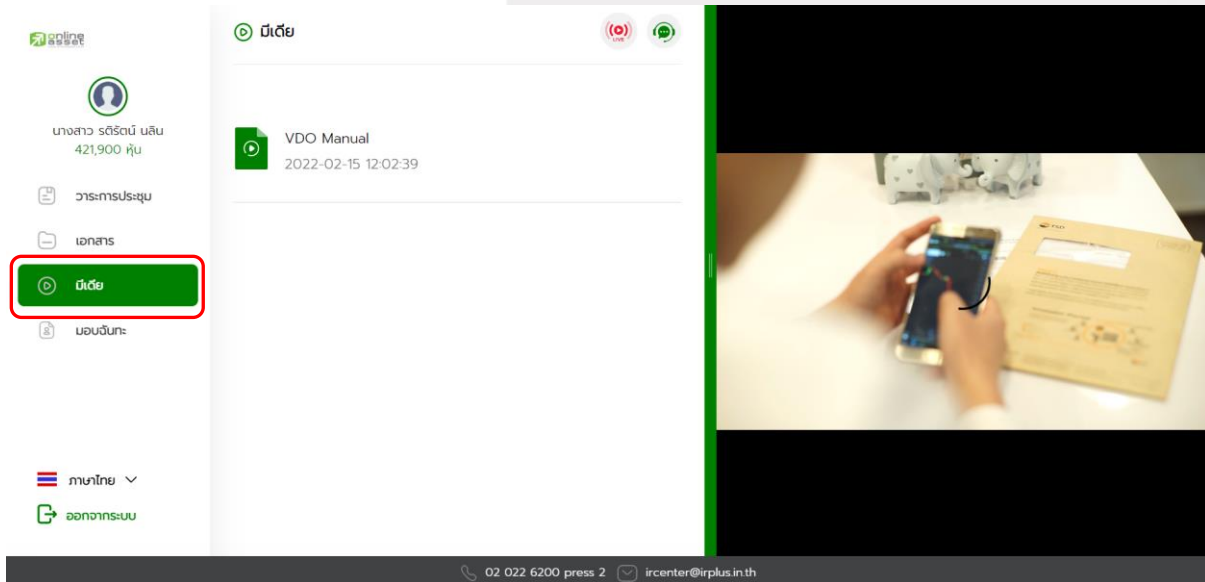 online
asset
นางสาว รติรัตน์ นลิน
421,900 หุ้น
วาระการประชุม
เอกสาร
มีเดีย
มอบฉันทะ
ภาษาไทย
ออกจากระบบ
มีเดีย
LIVE
VDO Manual
2022-02-15 12:02:39
02 022 6200 press 2 ircenter@irplus.in.th